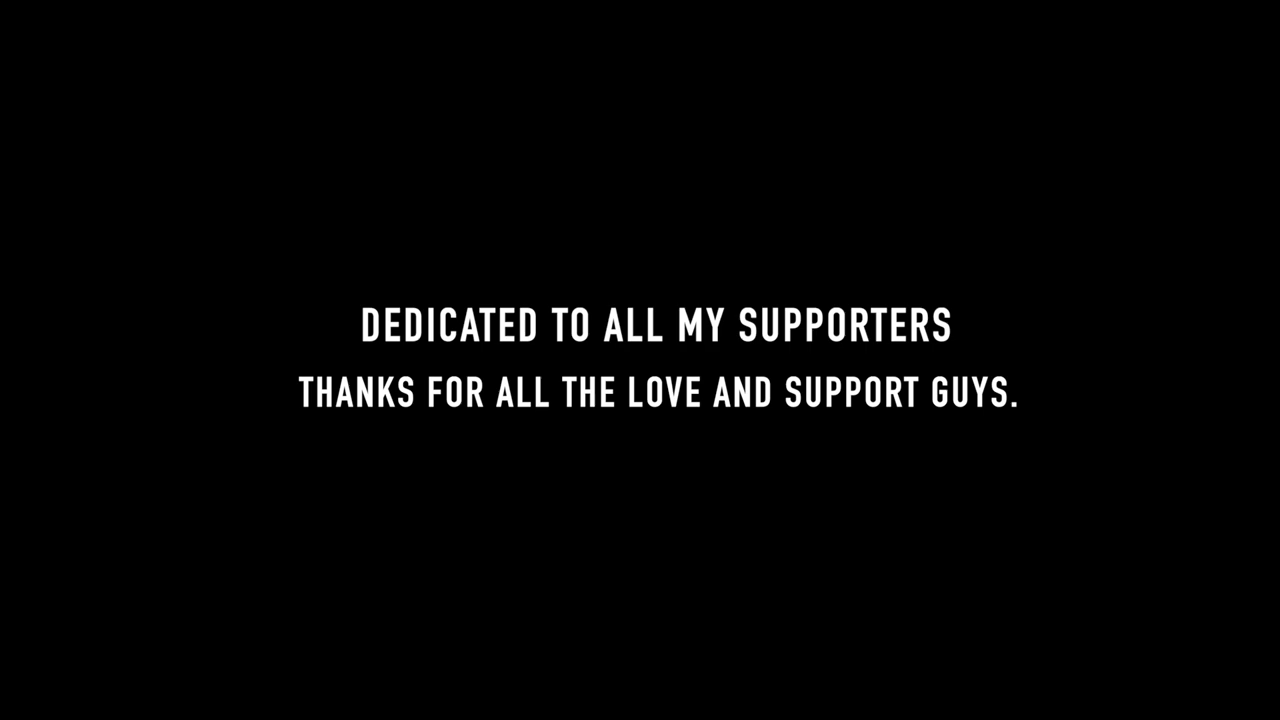 DEDICATED TO ALL MY SUPPORTERS
THANKS FOR ALL THE LOVE AND SUPPORT GUYS.